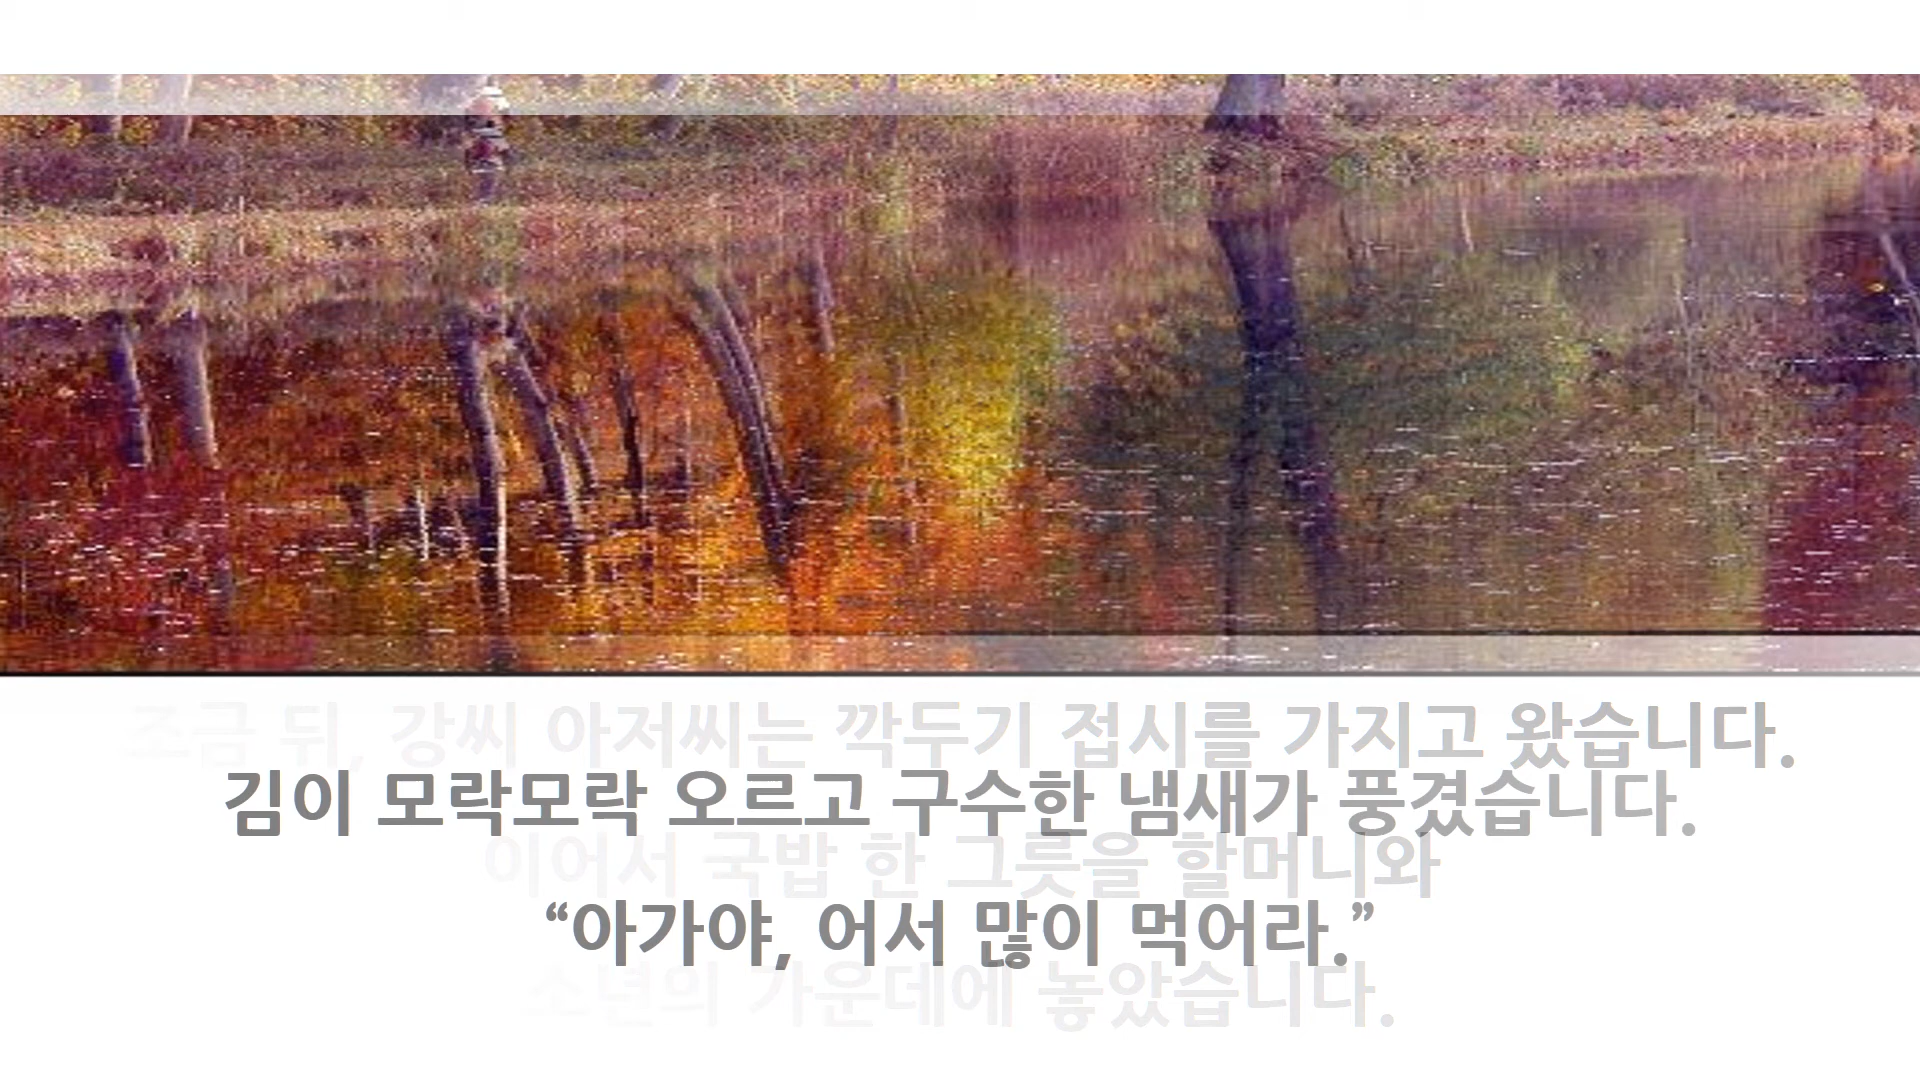 조금 뒤, 강씨 아저씨는 깍두기 접시를 가지고 왔습니다.
김이 모락모락 오르고 구수한 냄새가 풍겼습니다.
이어서 국밥 한 그릇을 할머니와
“아가야, 어서 많이 먹어라.”
소년의 가운데에 놓았습니다.